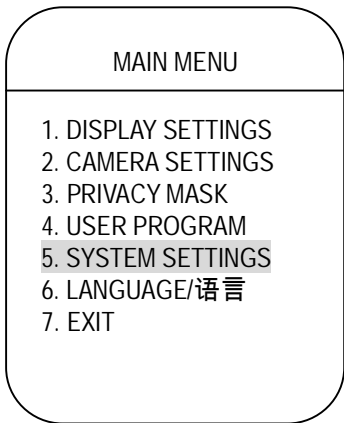 MAIN MENU
1. DISPLAY SETTINGS
2. CAMERA SETTINGS
3. PRIVACY MASK
4. USER PROGRAM
5. SYSTEM SETTINGS
6. LANGUAGE/语言
7. EXIT